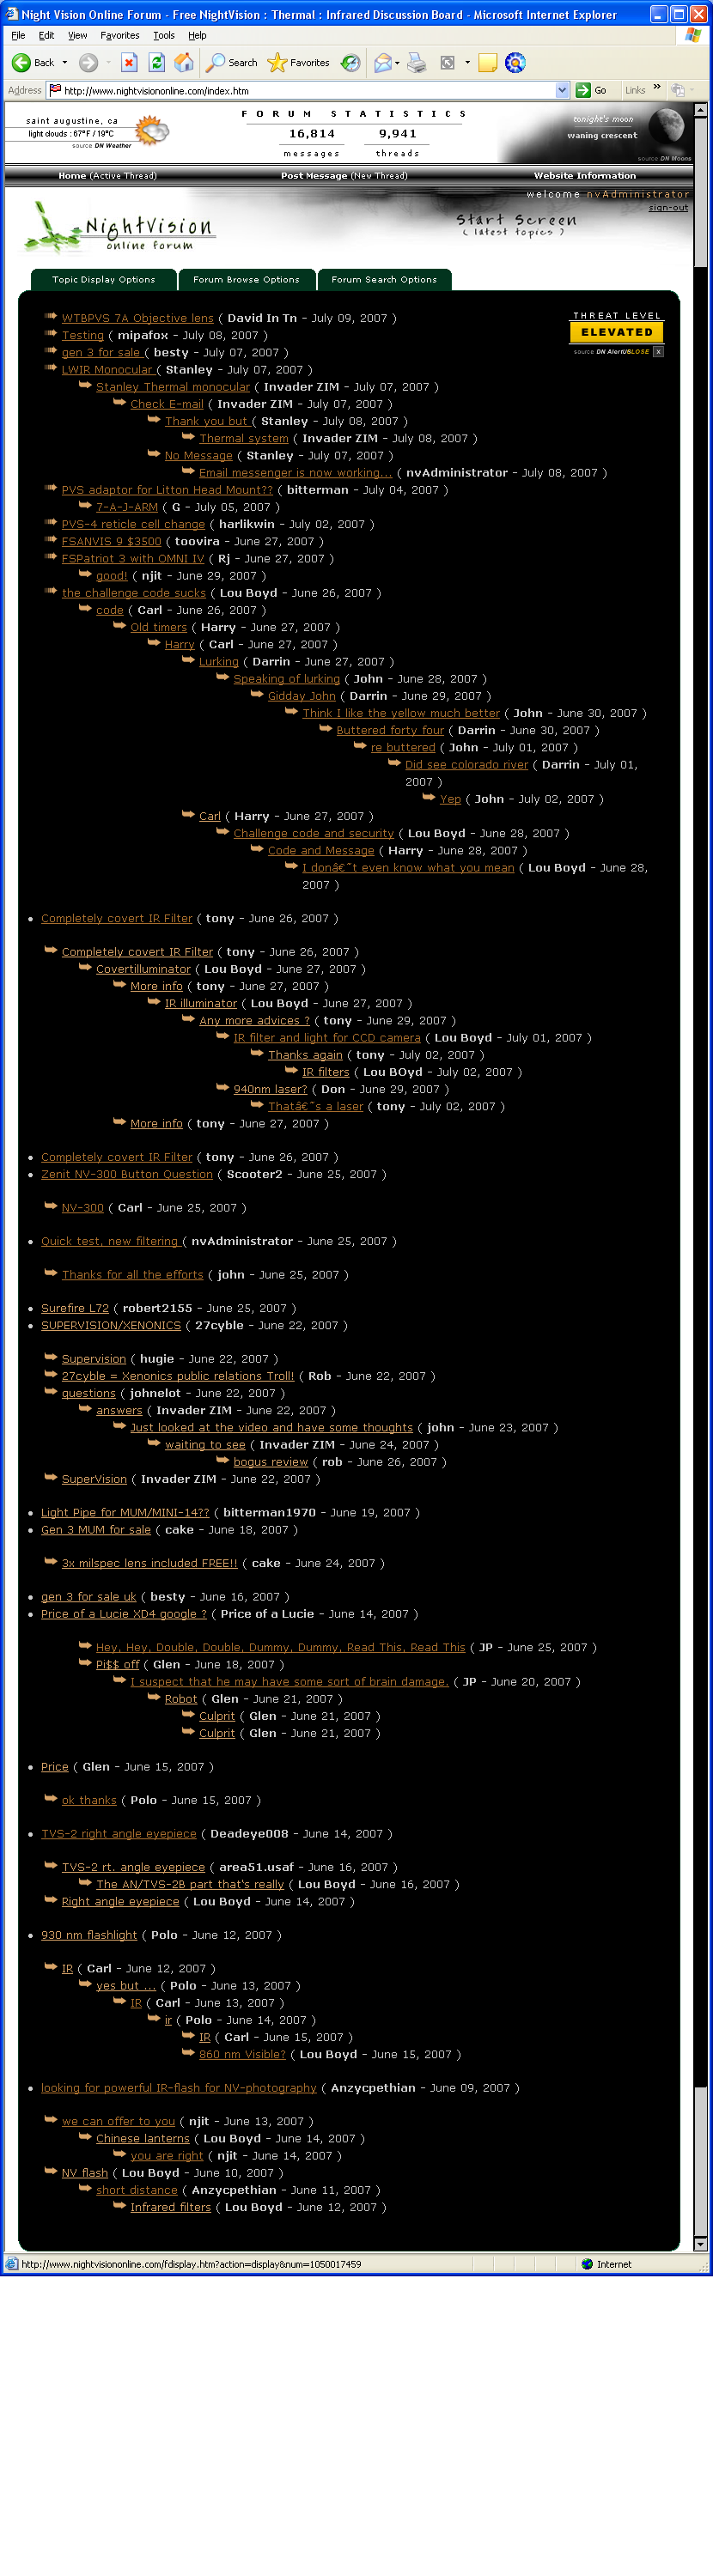 Night Vision Online Forum - Free NightVision : Thermal : Infrared Discussion Board - Microsoft Internet Explorer
File Edit View Favorites Tools Help
Back Search Favorites
Address http://www.nightvisiononline.com/index.htm Go Links »
saint augustine, ca
light clouds : 67°F / 19°C
source DN Weather
FORUM STATISTICS
16,814 9,941
messages threads
tonight's moon
waning crescent
source DN Moons
Home (Active Thread) Post Message (New Thread) Website Information
welcome nvAdministrator
sign-out
NightVision
online forum
Start Screen
( latest topics )
Topic Display Options Forum Browse Options Forum Search Options
THREAT LEVEL
ELEVATED
source DN Alert
CLOSE X
WTBPVS 7A Objective lens ( David In Tn - July 09, 2007 )
Testing ( mipafox - July 08, 2007 )
gen 3 for sale ( besty - July 07, 2007 )
LWIR Monocular ( Stanley - July 07, 2007 )
Stanley Thermal monocular ( Invader ZIM - July 07, 2007 )
Check E-mail ( Invader ZIM - July 07, 2007 )
Thank you but ( Stanley - July 08, 2007 )
Thermal system ( Invader ZIM - July 08, 2007 )
No Message ( Stanley - July 07, 2007 )
Email messenger is now working... ( nvAdministrator - July 08, 2007 )
PVS adaptor for Litton Head Mount?? ( bitterman - July 04, 2007 )
7-A-J-ARM ( G - July 05, 2007 )
PVS-4 reticle cell change ( harlikwin - July 02, 2007 )
FSANVIS 9 $3500 ( toovira - June 27, 2007 )
FSPatriot 3 with OMNI IV ( Rj - June 27, 2007 )
good! ( njit - June 29, 2007 )
the challenge code sucks ( Lou Boyd - June 26, 2007 )
code ( Carl - June 26, 2007 )
Old timers ( Harry - June 27, 2007 )
Harry ( Carl - June 27, 2007 )
Lurking ( Darrin - June 27, 2007 )
Speaking of lurking ( John - June 28, 2007 )
Gidday John ( Darrin - June 29, 2007 )
Think I like the yellow much better ( John - June 30, 2007 )
Buttered forty four ( Darrin - June 30, 2007 )
re buttered ( John - July 01, 2007 )
Did see colorado river ( Darrin - July 01,
2007 )
Yep ( John - July 02, 2007 )
Carl ( Harry - June 27, 2007 )
Challenge code and security ( Lou Boyd - June 28, 2007 )
Code and Message ( Harry - June 28, 2007 )
I donâ€˜t even know what you mean ( Lou Boyd - June 28,
2007 )
• Completely covert IR Filter ( tony - June 26, 2007 )
Completely covert IR Filter ( tony - June 26, 2007 )
Covertilluminator ( Lou Boyd - June 27, 2007 )
More info ( tony - June 27, 2007 )
IR illuminator ( Lou Boyd - June 27, 2007 )
Any more advices ? ( tony - June 29, 2007 )
IR filter and light for CCD camera ( Lou Boyd - July 01, 2007 )
Thanks again ( tony - July 02, 2007 )
IR filters ( Lou BOyd - July 02, 2007 )
940nm laser? ( Don - June 29, 2007 )
Thatâ€˜s a laser ( tony - July 02, 2007 )
More info ( tony - June 27, 2007 )
• Completely covert IR Filter ( tony - June 26, 2007 )
• Zenit NV-300 Button Question ( Scooter2 - June 25, 2007 )
NV-300 ( Carl - June 25, 2007 )
• Quick test, new filtering ( nvAdministrator - June 25, 2007 )
Thanks for all the efforts ( john - June 25, 2007 )
• Surefire L72 ( robert2155 - June 25, 2007 )
• SUPERVISION/XENONICS ( 27cyble - June 22, 2007 )
Supervision ( hugie - June 22, 2007 )
27cyble = Xenonics public relations Troll! ( Rob - June 22, 2007 )
questions ( johnelot - June 22, 2007 )
answers ( Invader ZIM - June 22, 2007 )
Just looked at the video and have some thoughts ( john - June 23, 2007 )
waiting to see ( Invader ZIM - June 24, 2007 )
bogus review ( rob - June 26, 2007 )
SuperVision ( Invader ZIM - June 22, 2007 )
• Light Pipe for MUM/MINI-14?? ( bitterman1970 - June 19, 2007 )
• Gen 3 MUM for sale ( cake - June 18, 2007 )
3x milspec lens included FREE!! ( cake - June 24, 2007 )
• gen 3 for sale uk ( besty - June 16, 2007 )
• Price of a Lucie XD4 google ? ( Price of a Lucie - June 14, 2007 )
Hey, Hey, Double, Double, Dummy, Dummy, Read This, Read This ( JP - June 25, 2007 )
Pi$$ off ( Glen - June 18, 2007 )
I suspect that he may have some sort of brain damage. ( JP - June 20, 2007 )
Robot ( Glen - June 21, 2007 )
Culprit ( Glen - June 21, 2007 )
Culprit ( Glen - June 21, 2007 )
• Price ( Glen - June 15, 2007 )
ok thanks ( Polo - June 15, 2007 )
• TVS-2 right angle eyepiece ( Deadeye008 - June 14, 2007 )
TVS-2 rt. angle eyepiece ( area51.usaf - June 16, 2007 )
The AN/TVS-2B part that's really ( Lou Boyd - June 16, 2007 )
Right angle eyepiece ( Lou Boyd - June 14, 2007 )
• 930 nm flashlight ( Polo - June 12, 2007 )
IR ( Carl - June 12, 2007 )
yes but ... ( Polo - June 13, 2007 )
IR ( Carl - June 13, 2007 )
ir ( Polo - June 14, 2007 )
IR ( Carl - June 15, 2007 )
860 nm Visible? ( Lou Boyd - June 15, 2007 )
• looking for powerful IR-flash for NV-photography ( Anzycpethian - June 09, 2007 )
we can offer to you ( njit - June 13, 2007 )
Chinese lanterns ( Lou Boyd - June 14, 2007 )
you are right ( njit - June 14, 2007 )
NV flash ( Lou Boyd - June 10, 2007 )
short distance ( Anzycpethian - June 11, 2007 )
Infrared filters ( Lou Boyd - June 12, 2007 )
http://www.nightvisiononline.com/fdisplay.htm?action=display&num=1050017459 Internet